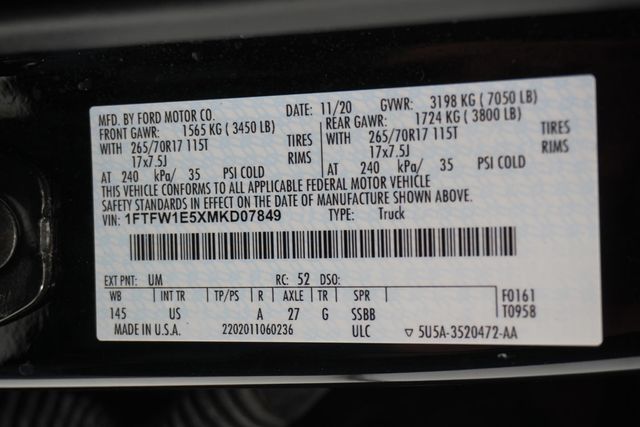 MFD. BY FORD MOTOR CO. DATE: 11/20 GVWR: 3198 KG ( 7050 LB)
FRONT GAWR: 1565 KG ( 3450 LB) REAR GAWR: 1724 KG ( 3800 LB)
WITH 265/70R17 115T TIRES WITH 265/70R17 115T TIRES
17x7.5J RIMS 17x7.5J RIMS
AT 240 kPa/ 35 PSI COLD AT 240 kPa/ 35 PSI COLD
THIS VEHICLE CONFORMS TO ALL APPLICABLE FEDERAL MOTOR VEHICLE
SAFETY STANDARDS IN EFFECT ON THE DATE OF MANUFACTURE SHOWN ABOVE.
VIN: 1FTFW1E5XMKD07849 TYPE: Truck
EXT PNT: UM RC: 52 DSO:
WB INT TR TP/PS R AXLE TR SPR F0161
145 US A 27 G SSBB T0958
MADE IN U.S.A. 2202011060236 ULC ▽ 5U5A-3520472-AA